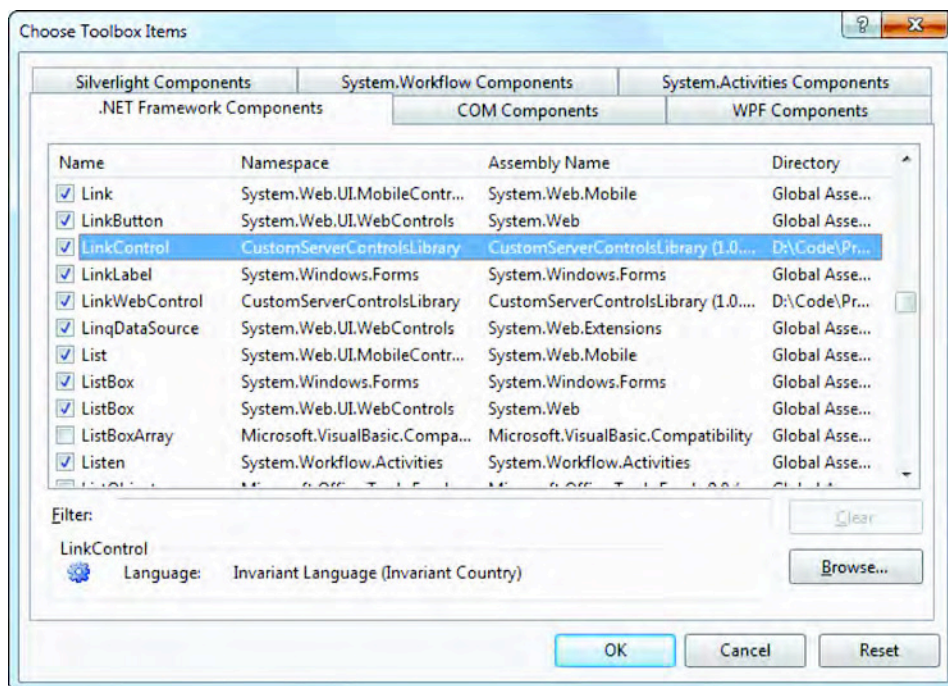 Choose Toolbox Items
Silverlight Components System.Workflow Components System.Activities Components
.NET Framework Components COM Components WPF Components
Name Namespace Assembly Name Directory
Link System.Web.UI.MobileContr... System.Web.Mobile Global Asse...
LinkButton System.Web.UI.WebControls System.Web Global Asse...
LinkControl CustomServerControlsLibrary CustomServerControlsLibrary (1.0.... D:\Code\Pr...
LinkLabel System.Windows.Forms System.Windows.Forms Global Asse...
LinkWebControl CustomServerControlsLibrary CustomServerControlsLibrary (1.0.... D:\Code\Pr...
LinqDataSource System.Web.UI.WebControls System.Web.Extensions Global Asse...
List System.Web.UI.MobileContr... System.Web.Mobile Global Asse...
ListBox System.Windows.Forms System.Windows.Forms Global Asse...
ListBox System.Web.UI.WebControls System.Web Global Asse...
ListBoxArray Microsoft.VisualBasic.Compa... Microsoft.VisualBasic.Compatibility Global Asse...
Listen System.Workflow.Activities System.Workflow.Activities Global Asse...
Filter: Clear
LinkControl
Language: Invariant Language (Invariant Country) Browse...
OK Cancel Reset